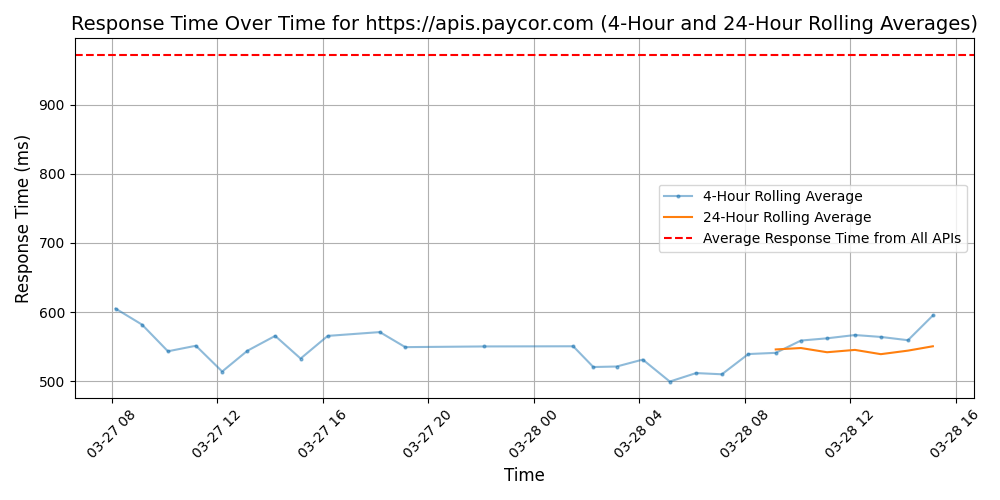 Response Time Over Time for https://apis.paycor.com (4-Hour and 24-Hour Rolling Averages)
Response Time (ms)
900
800
700
600
500
4-Hour Rolling Average
24-Hour Rolling Average
Average Response Time from All APIs
03-27 08
03-27 12
03-27 16
03-27 20
03-28 00
03-28 04
03-28 08
03-28 12
03-28 16
Time